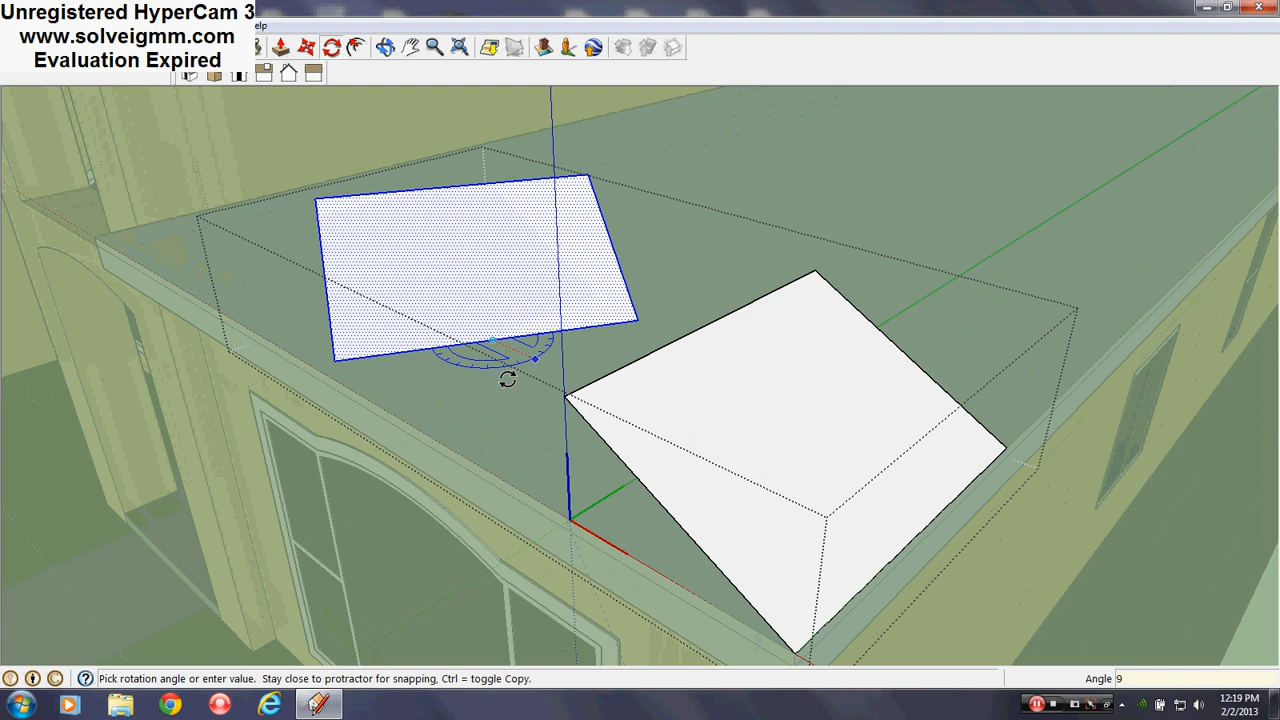 Unregistered HyperCam 3
www.solveigmm.com
Evaluation Expired
elp
Pick rotation angle or enter value.  Stay close to protractor for snapping, Ctrl = toggle Copy.
Angle 9
12:19 PM
2/2/2013